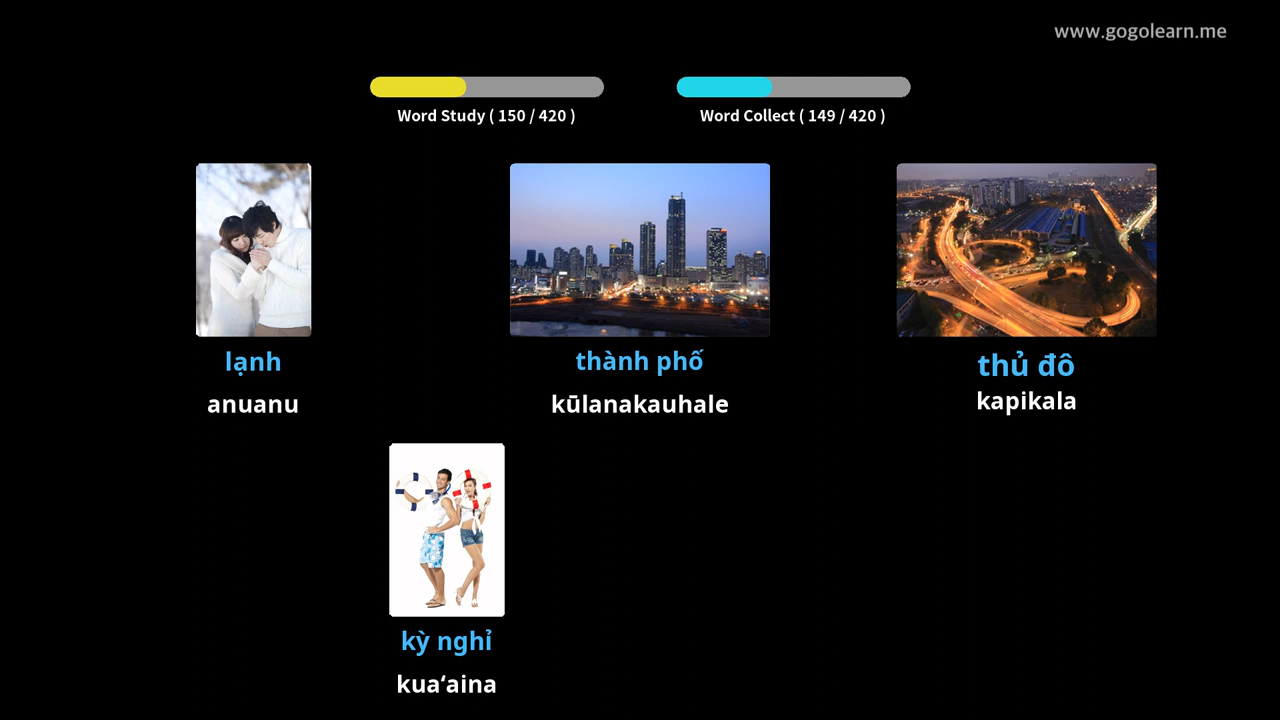 www.gogolearn.me
Word Study ( 150 / 420 )
Word Collect ( 149 / 420 )
lạnh
thành phố
thủ đô
anuanu
kūlanakauhale
kapikala
kỳ nghỉ
kuaʻaina